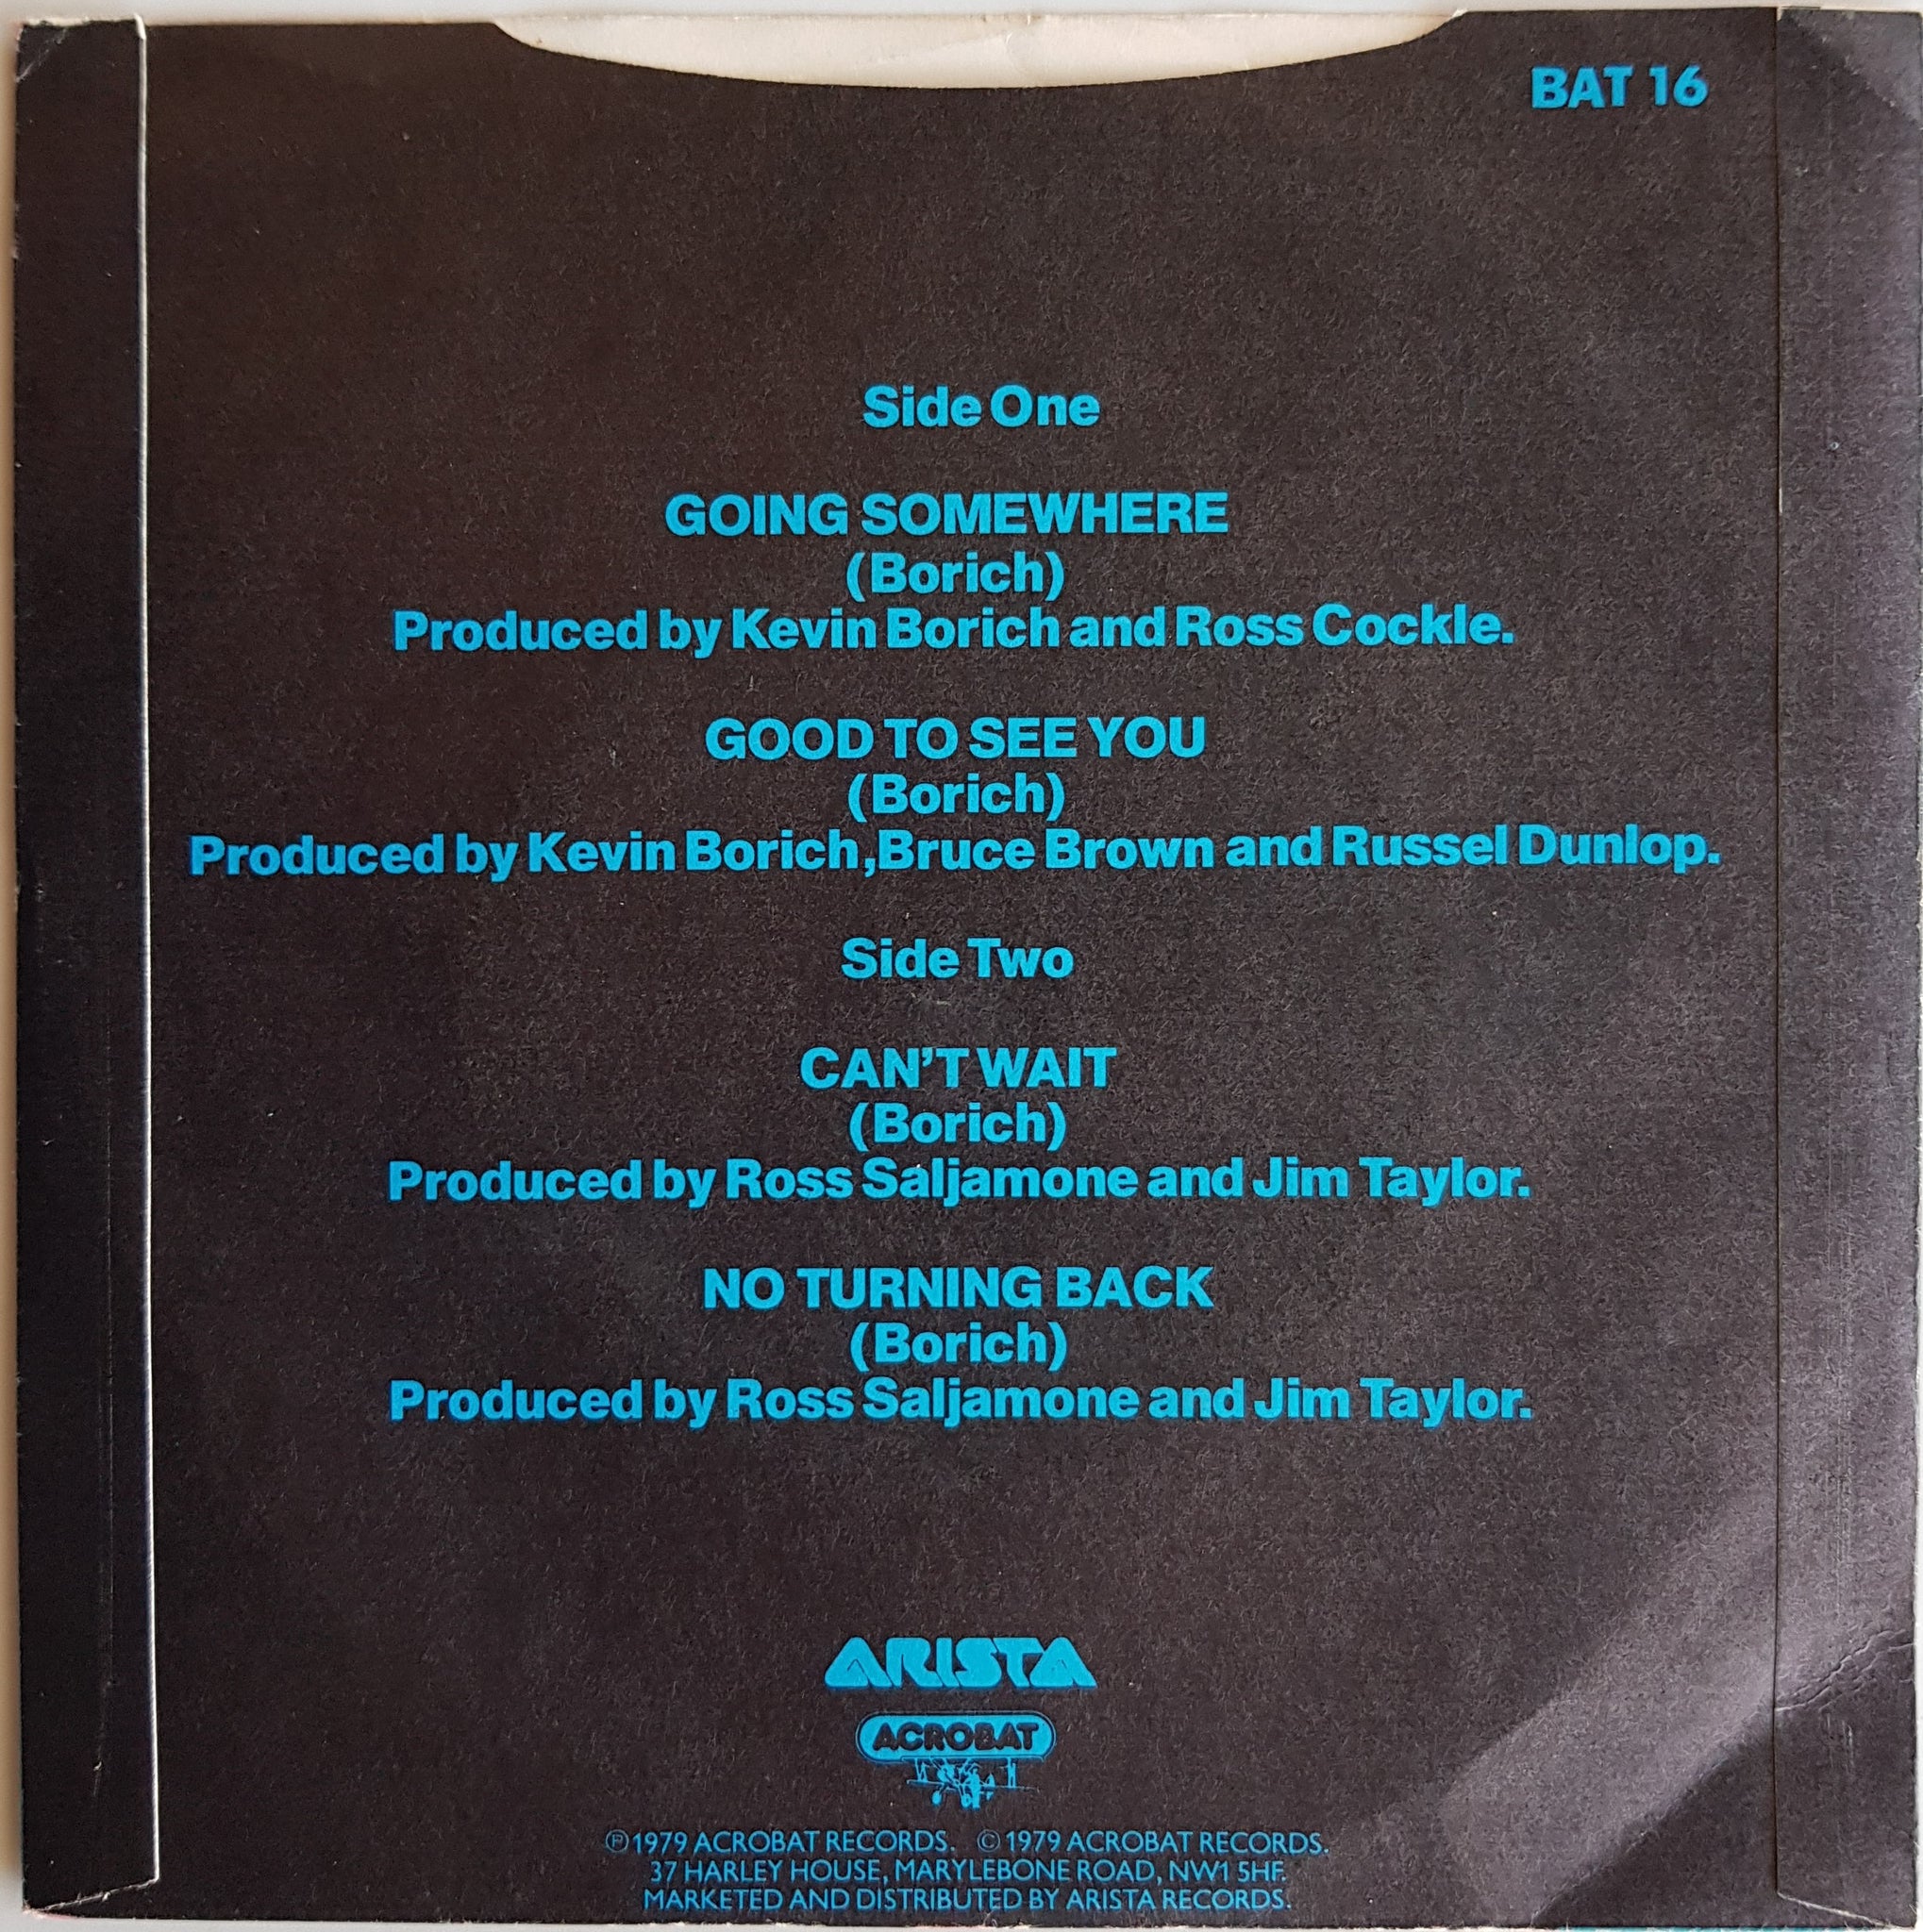 BAT 16
Side One
GOING SOMEWHERE
(Borich)
Produced by Kevin Borich and Ross Cockle.
GOOD TO SEE YOU
(Borich)
Produced by Kevin Borich,Bruce Brown and Russel Dunlop.
Side Two
CAN'T WAIT
(Borich)
Produced by Ross Saljamone and Jim Taylor.
NO TURNING BACK
(Borich)
Produced by Ross Saljamone and Jim Taylor.
ARISTA
ACROBAT
℗1979 ACROBAT RECORDS. ©1979 ACROBAT RECORDS.
37 HARLEY HOUSE, MARYLEBONE ROAD, NW1 5HF.
MARKETED AND DISTRIBUTED BY ARISTA RECORDS.